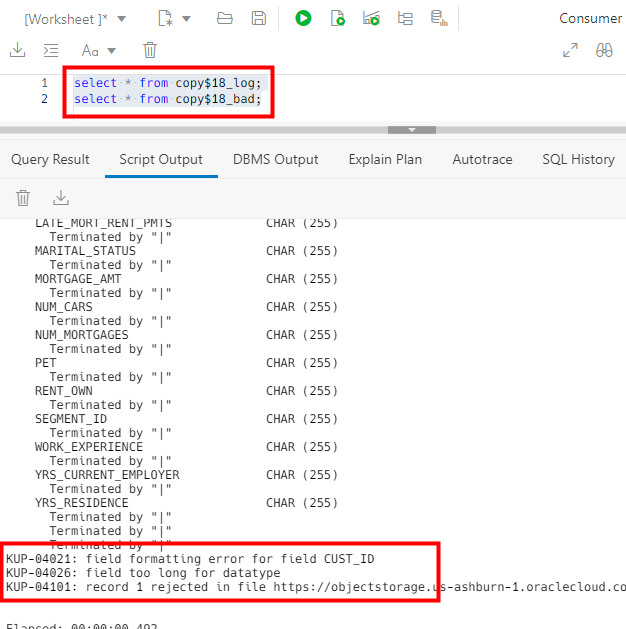 [Worksheet ]*
Consumer
Aa
1 select * from copy$18_log;
2 select * from copy$18_bad;
Query Result Script Output DBMS Output Explain Plan Autotrace SQL History
LATE_MORT_RENT_PMTS CHAR (255)
Terminated by "|"
MARITAL_STATUS CHAR (255)
Terminated by "|"
MORTGAGE_AMT CHAR (255)
Terminated by "|"
NUM_CARS CHAR (255)
Terminated by "|"
NUM_MORTGAGES CHAR (255)
Terminated by "|"
PET CHAR (255)
Terminated by "|"
RENT_OWN CHAR (255)
Terminated by "|"
SEGMENT_ID CHAR (255)
Terminated by "|"
WORK_EXPERIENCE CHAR (255)
Terminated by "|"
YRS_CURRENT_EMPLOYER CHAR (255)
Terminated by "|"
YRS_RESIDENCE CHAR (255)
Terminated by "|"
Terminated by "|"
Terminated by "|"
KUP-04021: field formatting error for field CUST_ID
KUP-04026: field too long for datatype
KUP-04101: record 1 rejected in file https://objectstorage.us-ashburn-1.oraclecloud.co
Elapsed: 00:00:00.492